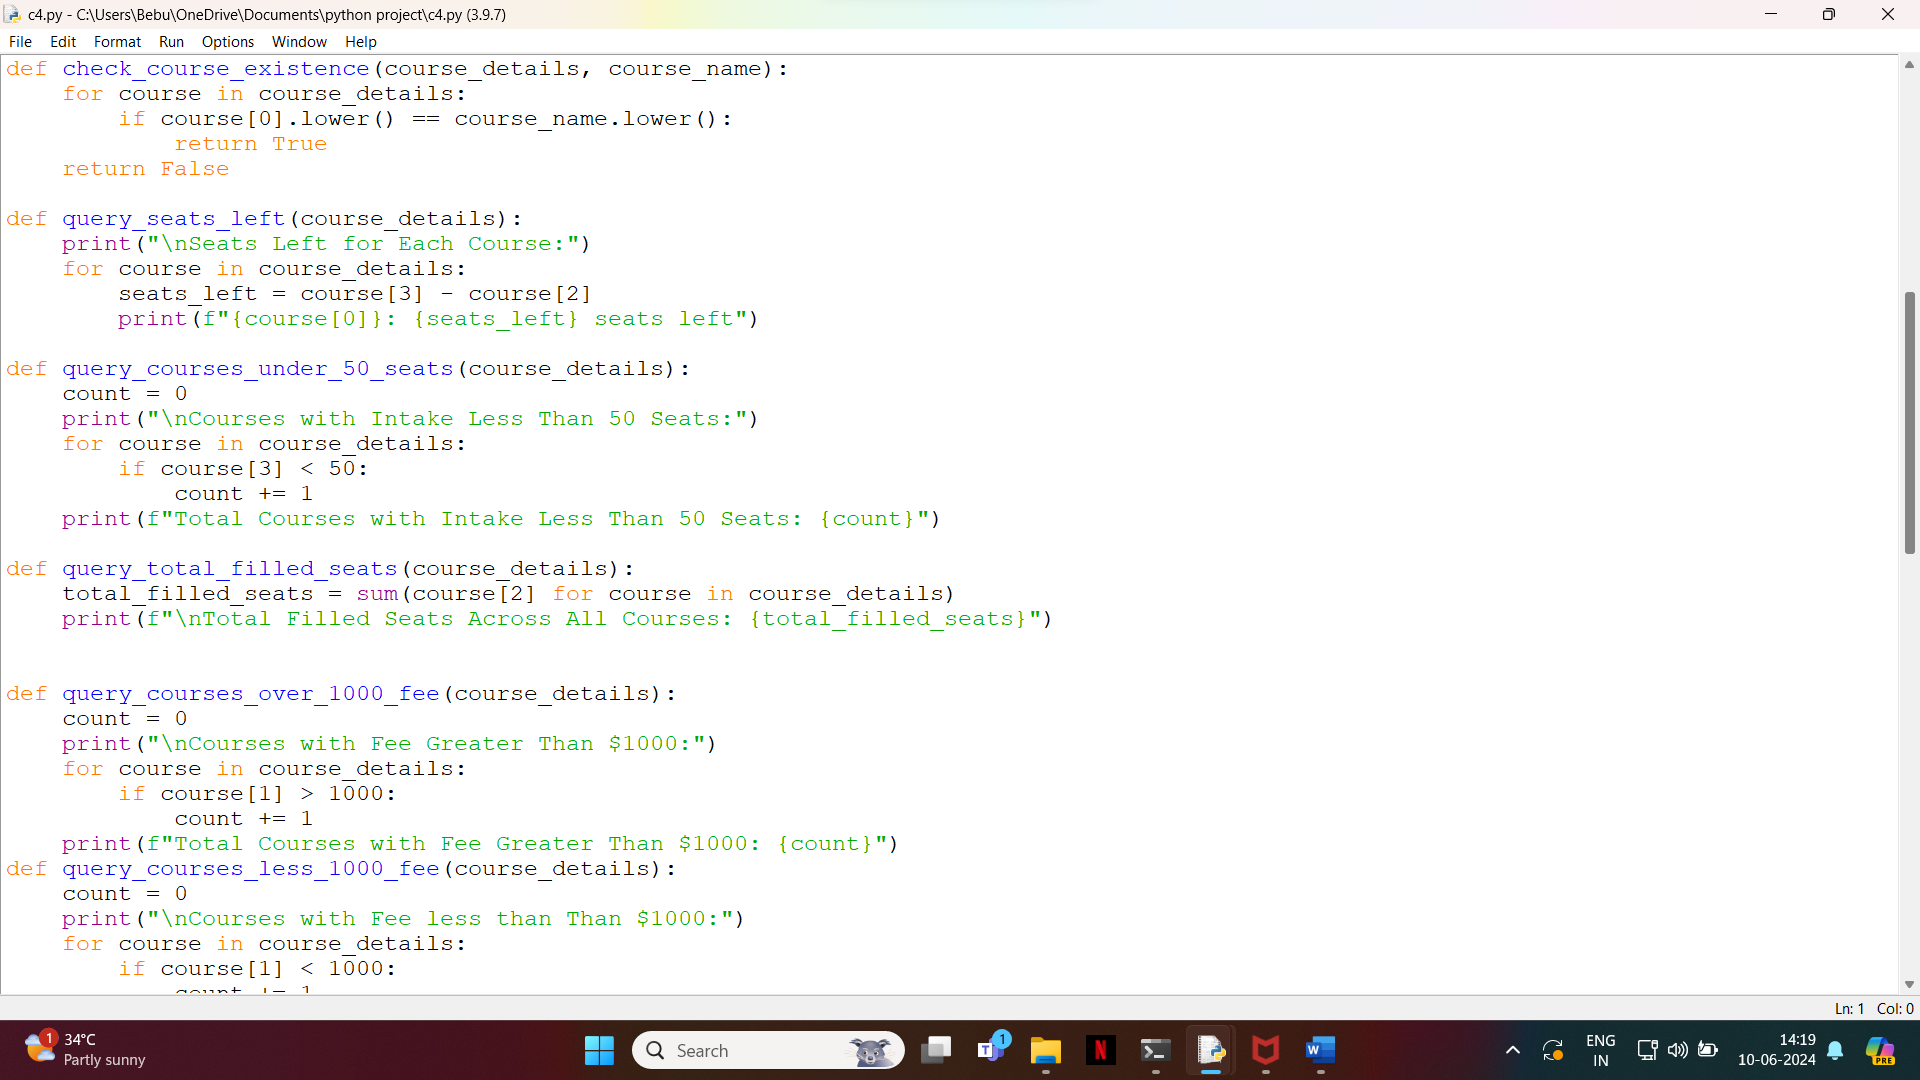 c4.py - C:\Users\Bebu\OneDrive\Documents\python project\c4.py (3.9.7)
File Edit Format Run Options Window Help
def check_course_existence(course_details, course_name):
    for course in course_details:
        if course[0].lower() == course_name.lower():
            return True
    return False

def query_seats_left(course_details):
    print("\nSeats Left for Each Course:")
    for course in course_details:
        seats_left = course[3] - course[2]
        print(f"{course[0]}: {seats_left} seats left")

def query_courses_under_50_seats(course_details):
    count = 0
    print("\nCourses with Intake Less Than 50 Seats:")
    for course in course_details:
        if course[3] < 50:
            count += 1
    print(f"Total Courses with Intake Less Than 50 Seats: {count}")

def query_total_filled_seats(course_details):
    total_filled_seats = sum(course[2] for course in course_details)
    print(f"\nTotal Filled Seats Across All Courses: {total_filled_seats}")


def query_courses_over_1000_fee(course_details):
    count = 0
    print("\nCourses with Fee Greater Than $1000:")
    for course in course_details:
        if course[1] > 1000:
            count += 1
    print(f"Total Courses with Fee Greater Than $1000: {count}")
def query_courses_less_1000_fee(course_details):
    count = 0
    print("\nCourses with Fee less than Than $1000:")
    for course in course_details:
        if course[1] < 1000:
            count += 1
Ln: 1 Col: 0
1
34°C
Partly sunny
Search
T
1
N
W
ENG
IN
14:19
10-06-2024
PRE